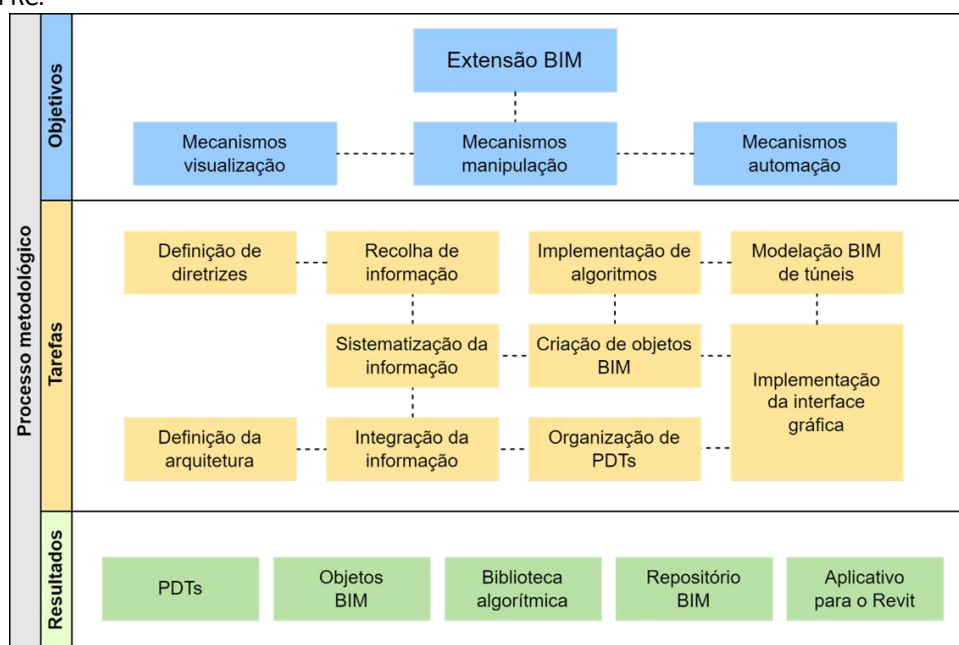 FRC.
Processo metodológico
Objetivos
Extensão BIM
Mecanismos
visualização
Mecanismos
manipulação
Mecanismos
automação
Tarefas
Definição de
diretrizes
Recolha de
informação
Implementação de
algoritmos
Modelação BIM
de túneis
Sistematização da
informação
Criação de objetos
BIM
Implementação
da interface
gráfica
Definição da
arquitetura
Integração da
informação
Organização de
PDTs
Resultados
PDTs
Objetos
BIM
Biblioteca
algorítmica
Repositório
BIM
Aplicativo
para o Revit